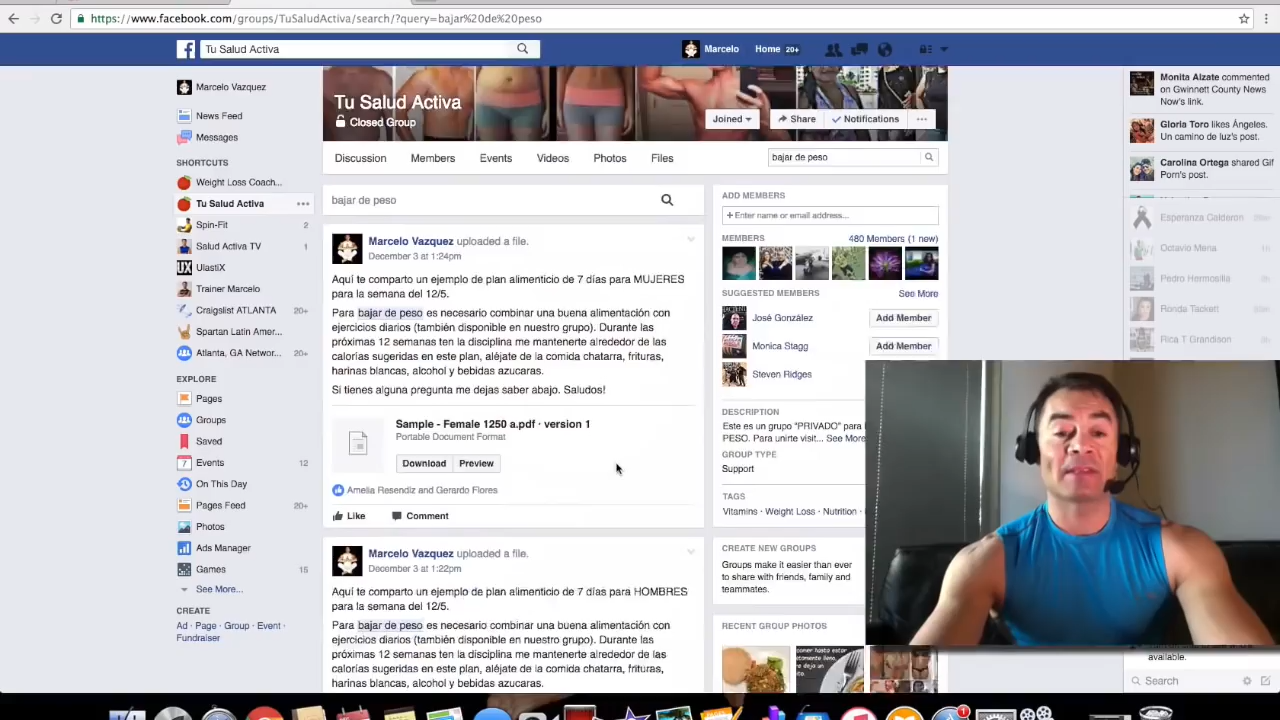 https://www.facebook.com/groups/TuSaludActiva/search/?query=bajar%20de%20peso
Tu Salud Activa
Marcelo
Home 20+
Marcelo Vazquez
News Feed
Messages
SHORTCUTS
Weight Loss Coach...
Tu Salud Activa
Spin-Fit 2
Salud Activa TV 1
UlastiX
Trainer Marcelo
Craigslist ATLANTA 20+
Spartan Latin Amer...
Atlanta, GA Networ... 20+
EXPLORE
Pages
Groups
Saved
Events 12
On This Day
Pages Feed 20+
Photos
Ads Manager
Games 15
See More...
CREATE
Ad · Page · Group · Event ·
Fundraiser
Tu Salud Activa
Closed Group
Joined
Share
Notifications
Discussion
Members
Events
Videos
Photos
Files
bajar de peso
bajar de peso
Marcelo Vazquez uploaded a file.
December 3 at 1:24pm
Aquí te comparto un ejemplo de plan alimenticio de 7 días para MUJERES
para la semana del 12/5.
Para bajar de peso es necesario combinar una buena alimentación con
ejercicios diarios (también disponible en nuestro grupo). Durante las
próximas 12 semanas ten la disciplina me mantenerte alrededor de las
calorías sugeridas en este plan, aléjate de la comida chatarra, frituras,
harinas blancas, alcohol y bebidas azucaras.
Si tienes alguna pregunta me dejas saber abajo. Saludos!
Sample - Female 1250 a.pdf · version 1
Portable Document Format
Download
Preview
Amelia Resendiz and Gerardo Flores
Like
Comment
Marcelo Vazquez uploaded a file.
December 3 at 1:22pm
Aquí te comparto un ejemplo de plan alimenticio de 7 días para HOMBRES
para la semana del 12/5.
Para bajar de peso es necesario combinar una buena alimentación con
ejercicios diarios (también disponible en nuestro grupo). Durante las
próximas 12 semanas ten la disciplina me mantenerte alrededor de las
calorías sugeridas en este plan, aléjate de la comida chatarra, frituras,
harinas blancas, alcohol y bebidas azucaras.
ADD MEMBERS
+ Enter name or email address...
MEMBERS
480 Members (1 new)
SUGGESTED MEMBERS
See More
José González
Add Member
Monica Stagg
Add Member
Steven Ridges
DESCRIPTION
Este es un grupo "PRIVADO" para
PESO. Para unirte visit... See More
GROUP TYPE
Support
TAGS
Vitamins · Weight Loss · Nutrition ·
CREATE NEW GROUPS
Groups make it easier than ever
to share with friends, family and
teammates.
RECENT GROUP PHOTOS
Monita Alzate commented
on Gwinnett County News
Now's link.
Gloria Toro likes Ángeles.
Un camino de luz's post.
Carolina Ortega shared Gif
Porn's post.
Esperanza Calderon
Octavio Mena
Pedro Hermosilla
Ronda Tackett
Rica T Grandison
available.
Search